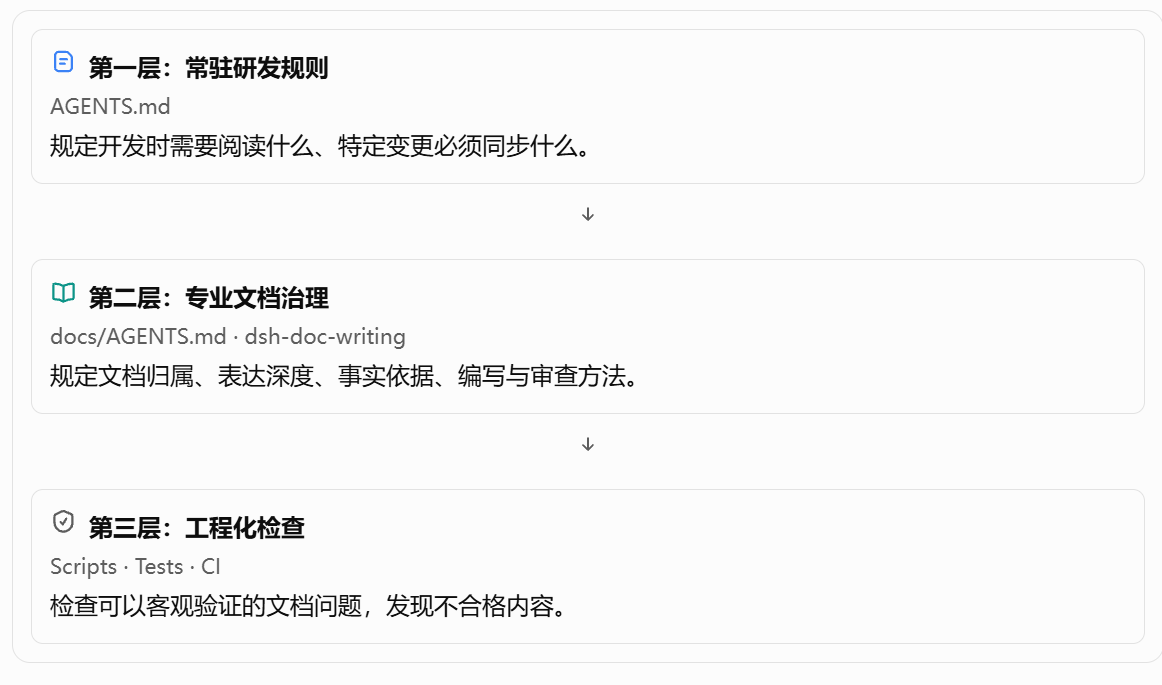 第一层：常驻研发规则
AGENTS.md
规定开发时需要阅读什么、特定变更必须同步什么。
第二层：专业文档治理
docs/AGENTS.md · dsh-doc-writing
规定文档归属、表达深度、事实依据、编写与审查方法。
第三层：工程化检查
Scripts · Tests · CI
检查可以客观验证的文档问题，发现不合格内容。